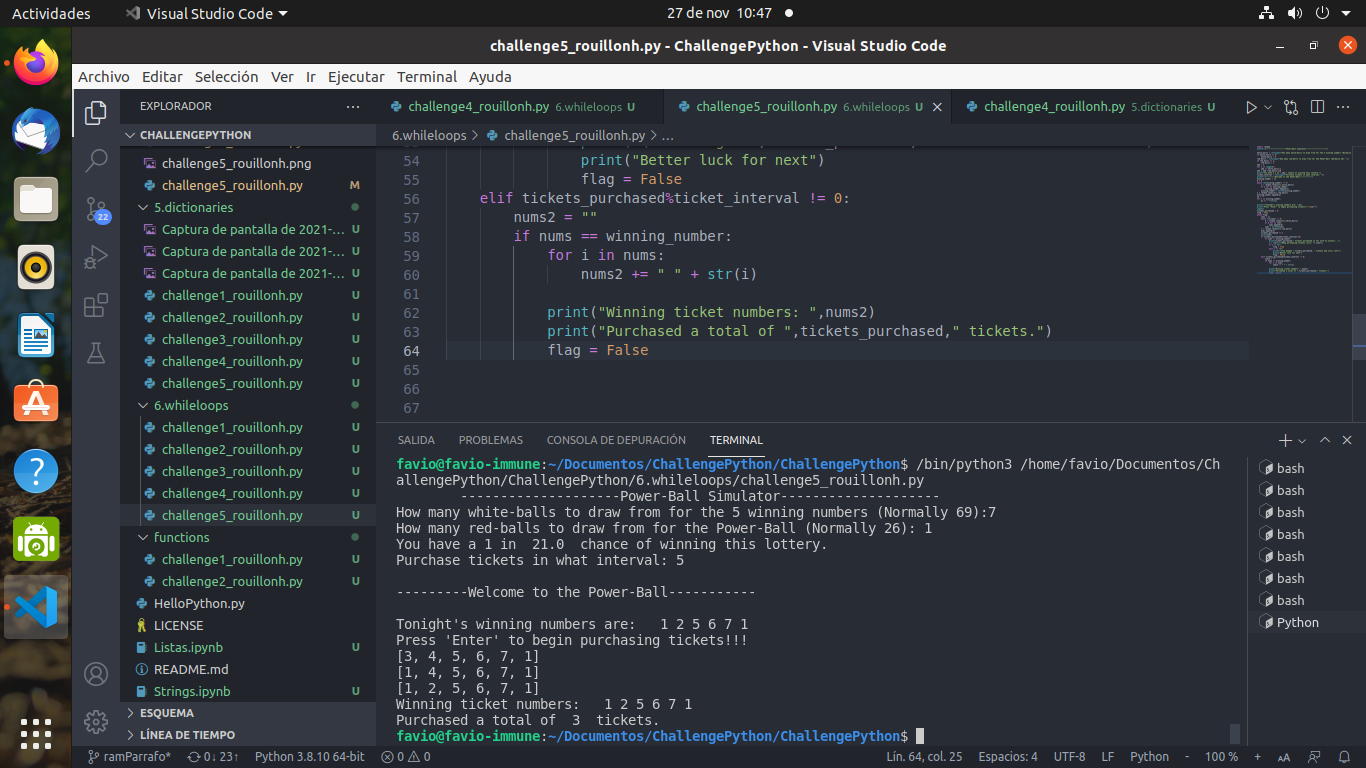 Actividades
Visual Studio Code
27 de nov 10:47
challenge5_rouillonh.py - ChallengePython - Visual Studio Code
Archivo Editar Selección Ver Ir Ejecutar Terminal Ayuda
EXPLORADOR
CHALLENGEPYTHON
challenge5_rouillonh.png
challenge5_rouillonh.py M
5.dictionaries
Captura de pantalla de 2021-... U
Captura de pantalla de 2021-... U
Captura de pantalla de 2021-... U
challenge1_rouillonh.py U
challenge2_rouillonh.py U
challenge3_rouillonh.py U
challenge4_rouillonh.py U
challenge5_rouillonh.py U
6.whileloops
challenge1_rouillonh.py U
challenge2_rouillonh.py U
challenge3_rouillonh.py U
challenge4_rouillonh.py U
challenge5_rouillonh.py U
functions
challenge1_rouillonh.py U
challenge2_rouillonh.py U
HelloPython.py
LICENSE
Listas.ipynb U
README.md
Strings.ipynb U
ESQUEMA
LÍNEA DE TIEMPO
22
challenge4_rouillonh.py 6.whileloops U
challenge5_rouillonh.py 6.whileloops U
challenge4_rouillonh.py 5.dictionaries U
6.whileloops > challenge5_rouillonh.py > ...
54 print("Better luck for next")
55 flag = False
56 elif tickets_purchased%ticket_interval != 0:
57 nums2 = ""
58 if nums == winning_number:
59 for i in nums:
60 nums2 += " " + str(i)
61
62 print("Winning ticket numbers: ",nums2)
63 print("Purchased a total of ",tickets_purchased," tickets.")
64 flag = False
65
66
67
SALIDA PROBLEMAS CONSOLA DE DEPURACIÓN TERMINAL
favio@favio-immune:~/Documentos/ChallengePython/ChallengePython$ /bin/python3 /home/favio/Documentos/Ch
allengePython/ChallengePython/6.whileloops/challenge5_rouillonh.py
--------------------Power-Ball Simulator--------------------
How many white-balls to draw from for the 5 winning numbers (Normally 69):7
How many red-balls to draw from for the Power-Ball (Normally 26): 1
You have a 1 in  21.0  chance of winning this lottery.
Purchase tickets in what interval: 5
---------Welcome to the Power-Ball-----------
Tonight's winning numbers are:   1 2 5 6 7 1
Press 'Enter' to begin purchasing tickets!!!
[3, 4, 5, 6, 7, 1]
[1, 4, 5, 6, 7, 1]
[1, 2, 5, 6, 7, 1]
Winning ticket numbers:   1 2 5 6 7 1
Purchased a total of  3  tickets.
favio@favio-immune:~/Documentos/ChallengePython/ChallengePython$
bash
bash
bash
bash
bash
bash
bash
Python
ramParrafo* 0↓ 23↑ Python 3.8.10 64-bit 0 0
Lín. 64, col. 25 Espacios: 4 UTF-8 LF Python - 100 % + AA